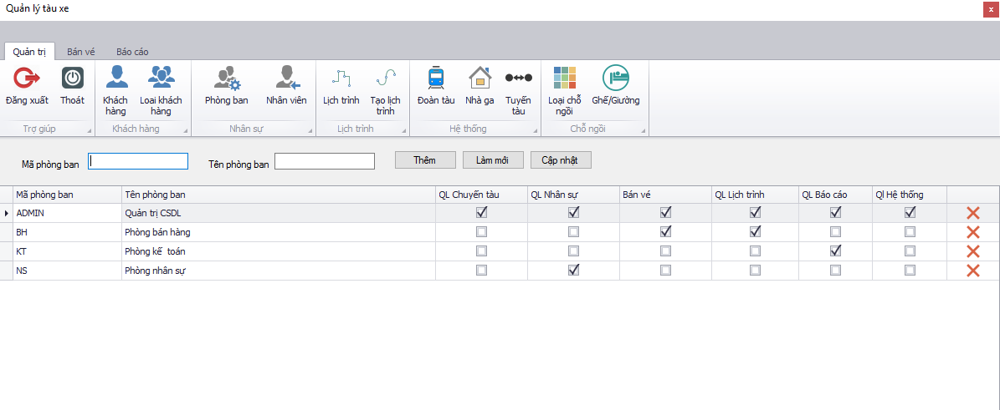 Quản lý tàu xe
x
Quản trị Bán vé Báo cáo
Đăng xuất Thoát Khách hàng Loai khách hàng Phòng ban Nhân viên Lịch trình Tạo lịch trình Đoàn tàu Nhà ga Tuyến tàu Loại chỗ ngồi Ghế/Giường
Trợ giúp Khách hàng Nhân sự Lịch trình Hệ thống Chỗ ngồi
Mã phòng ban Tên phòng ban Thêm Làm mới Cập nhật
Mã phòng ban Tên phòng ban QL Chuyến tàu QL Nhân sự Bán vé QL Lịch trình QL Báo cáo Ql Hệ thống
ADMIN Quản trị CSDL
BH Phòng bán hàng
KT Phòng kế toán
NS Phòng nhân sự